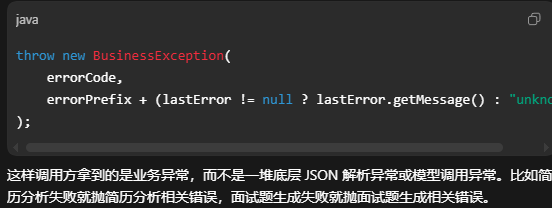 java
throw new BusinessException(
errorCode,
errorPrefix + (lastError != null ? lastError.getMessage() : "unkno
);
这样调用方拿到的是业务异常，而不是一堆底层 JSON 解析异常或模型调用异常。比如简
历分析失败就抛简历分析相关错误，面试题生成失败就抛面试题生成相关错误。